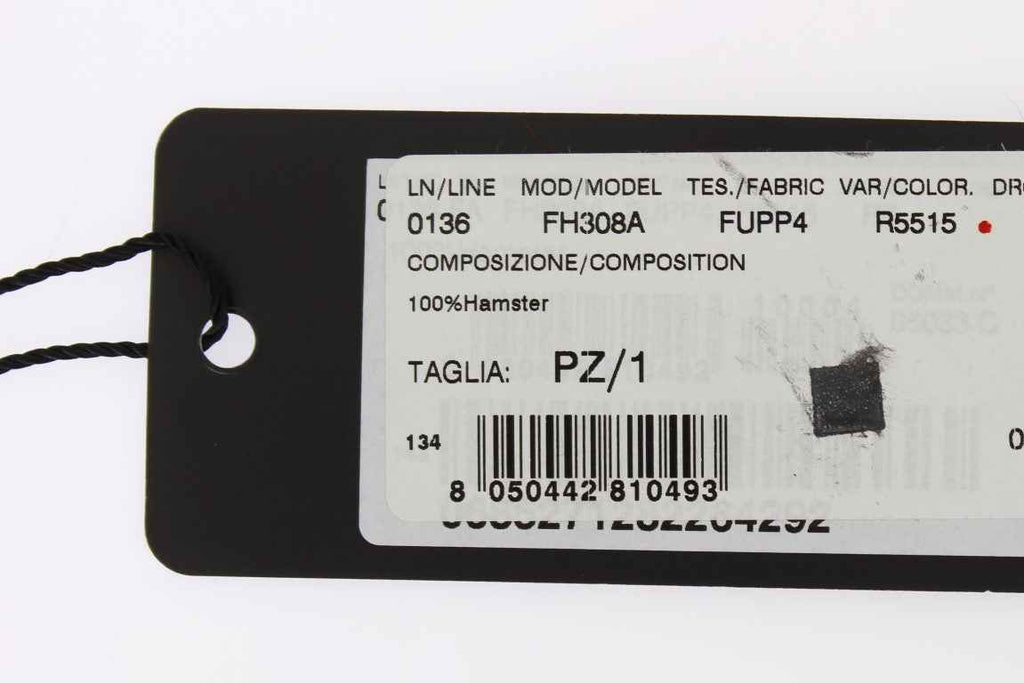 LN/LINE MOD/MODEL TES./FABRIC VAR/COLOR.
0136 FH308A FUPP4 R5515
COMPOSIZIONE/COMPOSITION
100%Hamster
TAGLIA: PZ/1
134
8 050442 810493